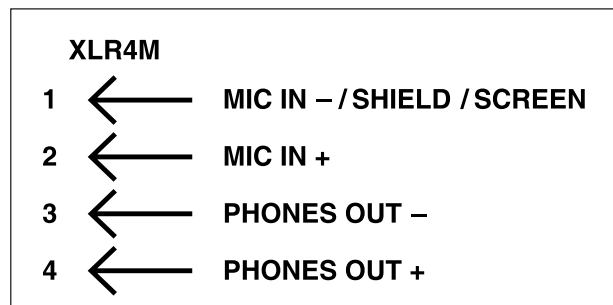 XLR4M
1 MIC IN – / SHIELD / SCREEN
2 MIC IN +
3 PHONES OUT –
4 PHONES OUT +